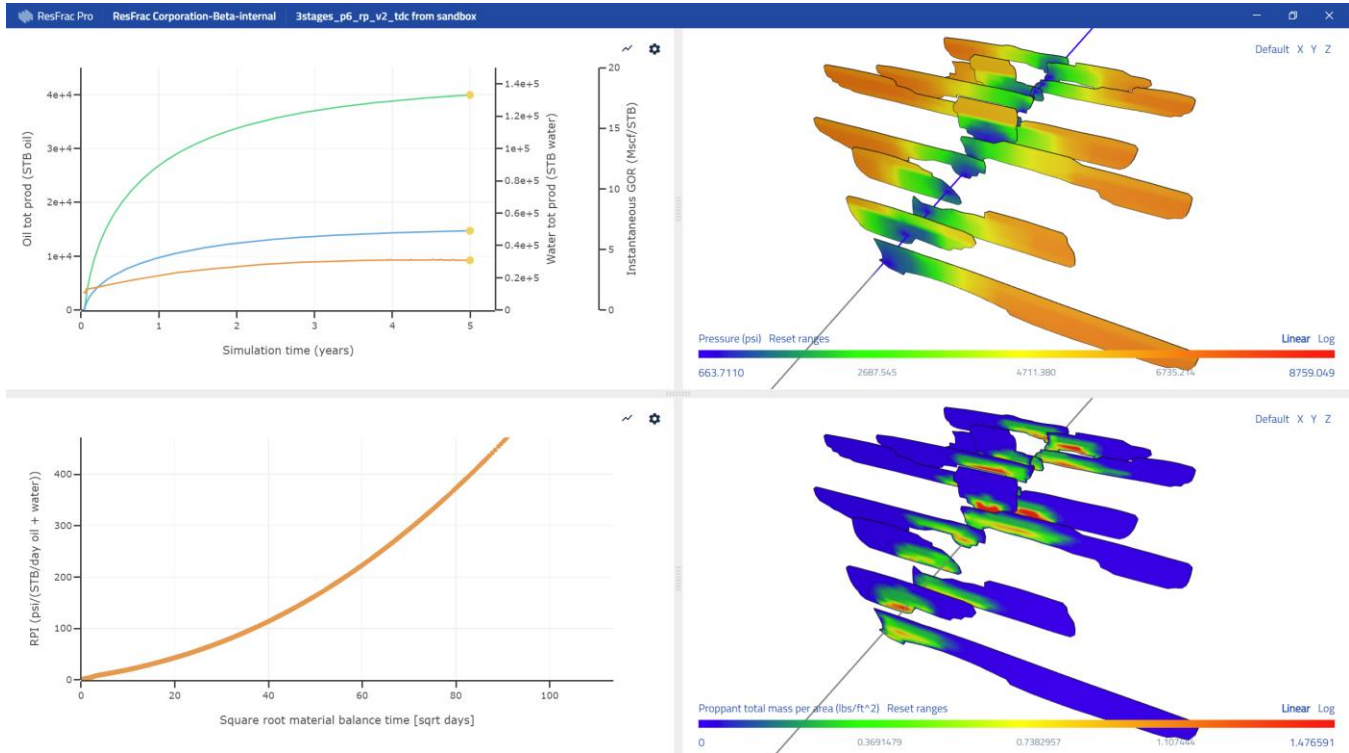 ResFrac Pro ResFrac Corporation-Beta-internal 3stages_p6_rp_v2_tdc from sandbox
Oil tot prod (STB oil)
4e+4
3e+4
2e+4
1e+4
0
0 1 2 3 4 5
Simulation time (years)
1.4e+5
1.2e+5
1e+5
0.8e+5
0.6e+5
0.4e+5
0.2e+5
0
Water tot prod (STB water)
20
15
10
5
0
Instantaneous GOR (Mscf/STB)
Default X Y Z
Pressure (psi) Reset ranges Linear Log
663.7110 2687.545 4711.380 6735.214 8759.049
RPI (psi/(STB/day oil + water))
400
300
200
100
0
0 20 40 60 80 100
Square root material balance time [sqrt days]
Default X Y Z
Proppant total mass per area (lbs/ft^2) Reset ranges Linear Log
0 0.3691479 0.7382957 1.107444 1.476591